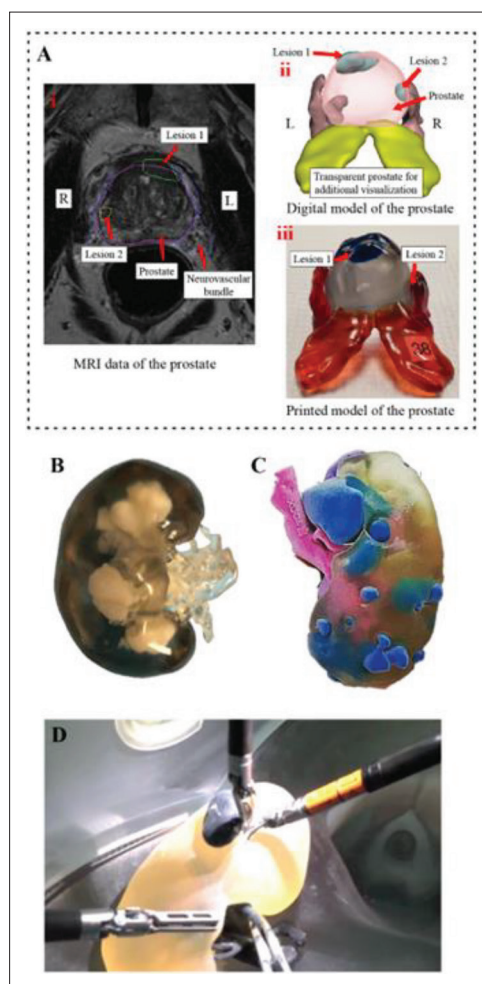 A
i
Lesion 1
R
L
Lesion 2
Prostate
Neurovascular
bundle
MRI data of the prostate
ii
Lesion 1
Lesion 2
Prostate
L
R
Transparent prostate for
additional visualization
Digital model of the prostate
iii
Lesion 1
Lesion 2
38
Printed model of the prostate
B
C
D